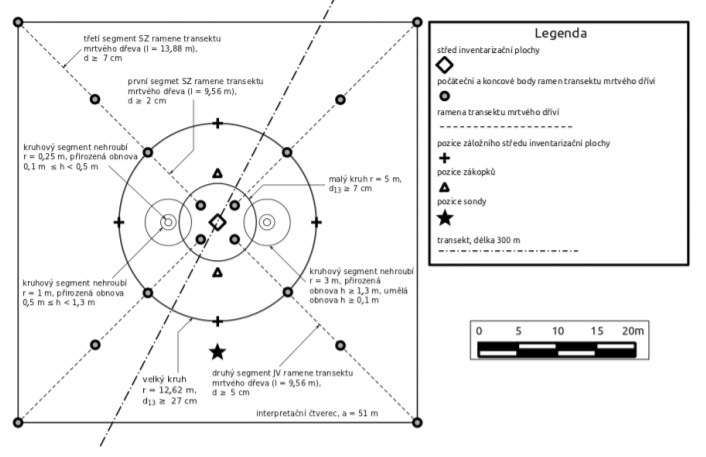 třetí segment SZ ramene transektu
mrtvého dřeva (l = 13,88 m),
d ≥ 7 cm
první segmet SZ ramene transektu
mrtvého dřeva (l = 9,56 m),
d ≥ 2 cm
kruhový segment nehroubí
r = 0,25 m, přirozená obnova
0,1 m ≤ h < 0,5 m
malý kruh r = 5 m,
d13 ≥ 7 cm
kruhový segment nehroubí
r = 1 m, přirozená obnova
0,5 m ≤ h < 1,3 m
kruhový segment nehroubí
r = 3 m, přirozená
obnova h ≥ 1,3 m, umělá
obnova h ≥ 0,1 m
velký kruh
r = 12,62 m,
d13 ≥ 27 cm
druhý segment JV ramene transektu
mrtvého dřeva (l = 9,56 m),
d ≥ 5 cm
interpretační čtverec, a = 51 m
Legenda
střed inventarizační plochy
počáteční a koncové body ramen transektu mrtvého dříví
ramena transektu mrtvého dříví
pozice záložního středu inventarizační plochy
pozice zákopků
pozice sondy
transekt, délka 300 m
0 5 10 15 20m